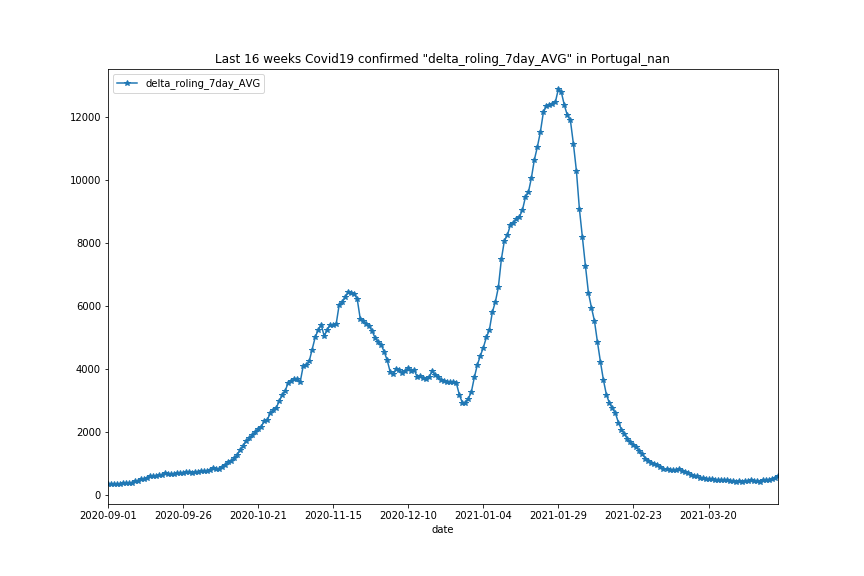 Last 16 weeks Covid19 confirmed "delta_roling_7day_AVG" in Portugal_nan
delta_roling_7day_AVG
12000
10000
8000
6000
4000
2000
0
2020-09-01 2020-09-26 2020-10-21 2020-11-15 2020-12-10 2021-01-04 2021-01-29 2021-02-23 2021-03-20
date